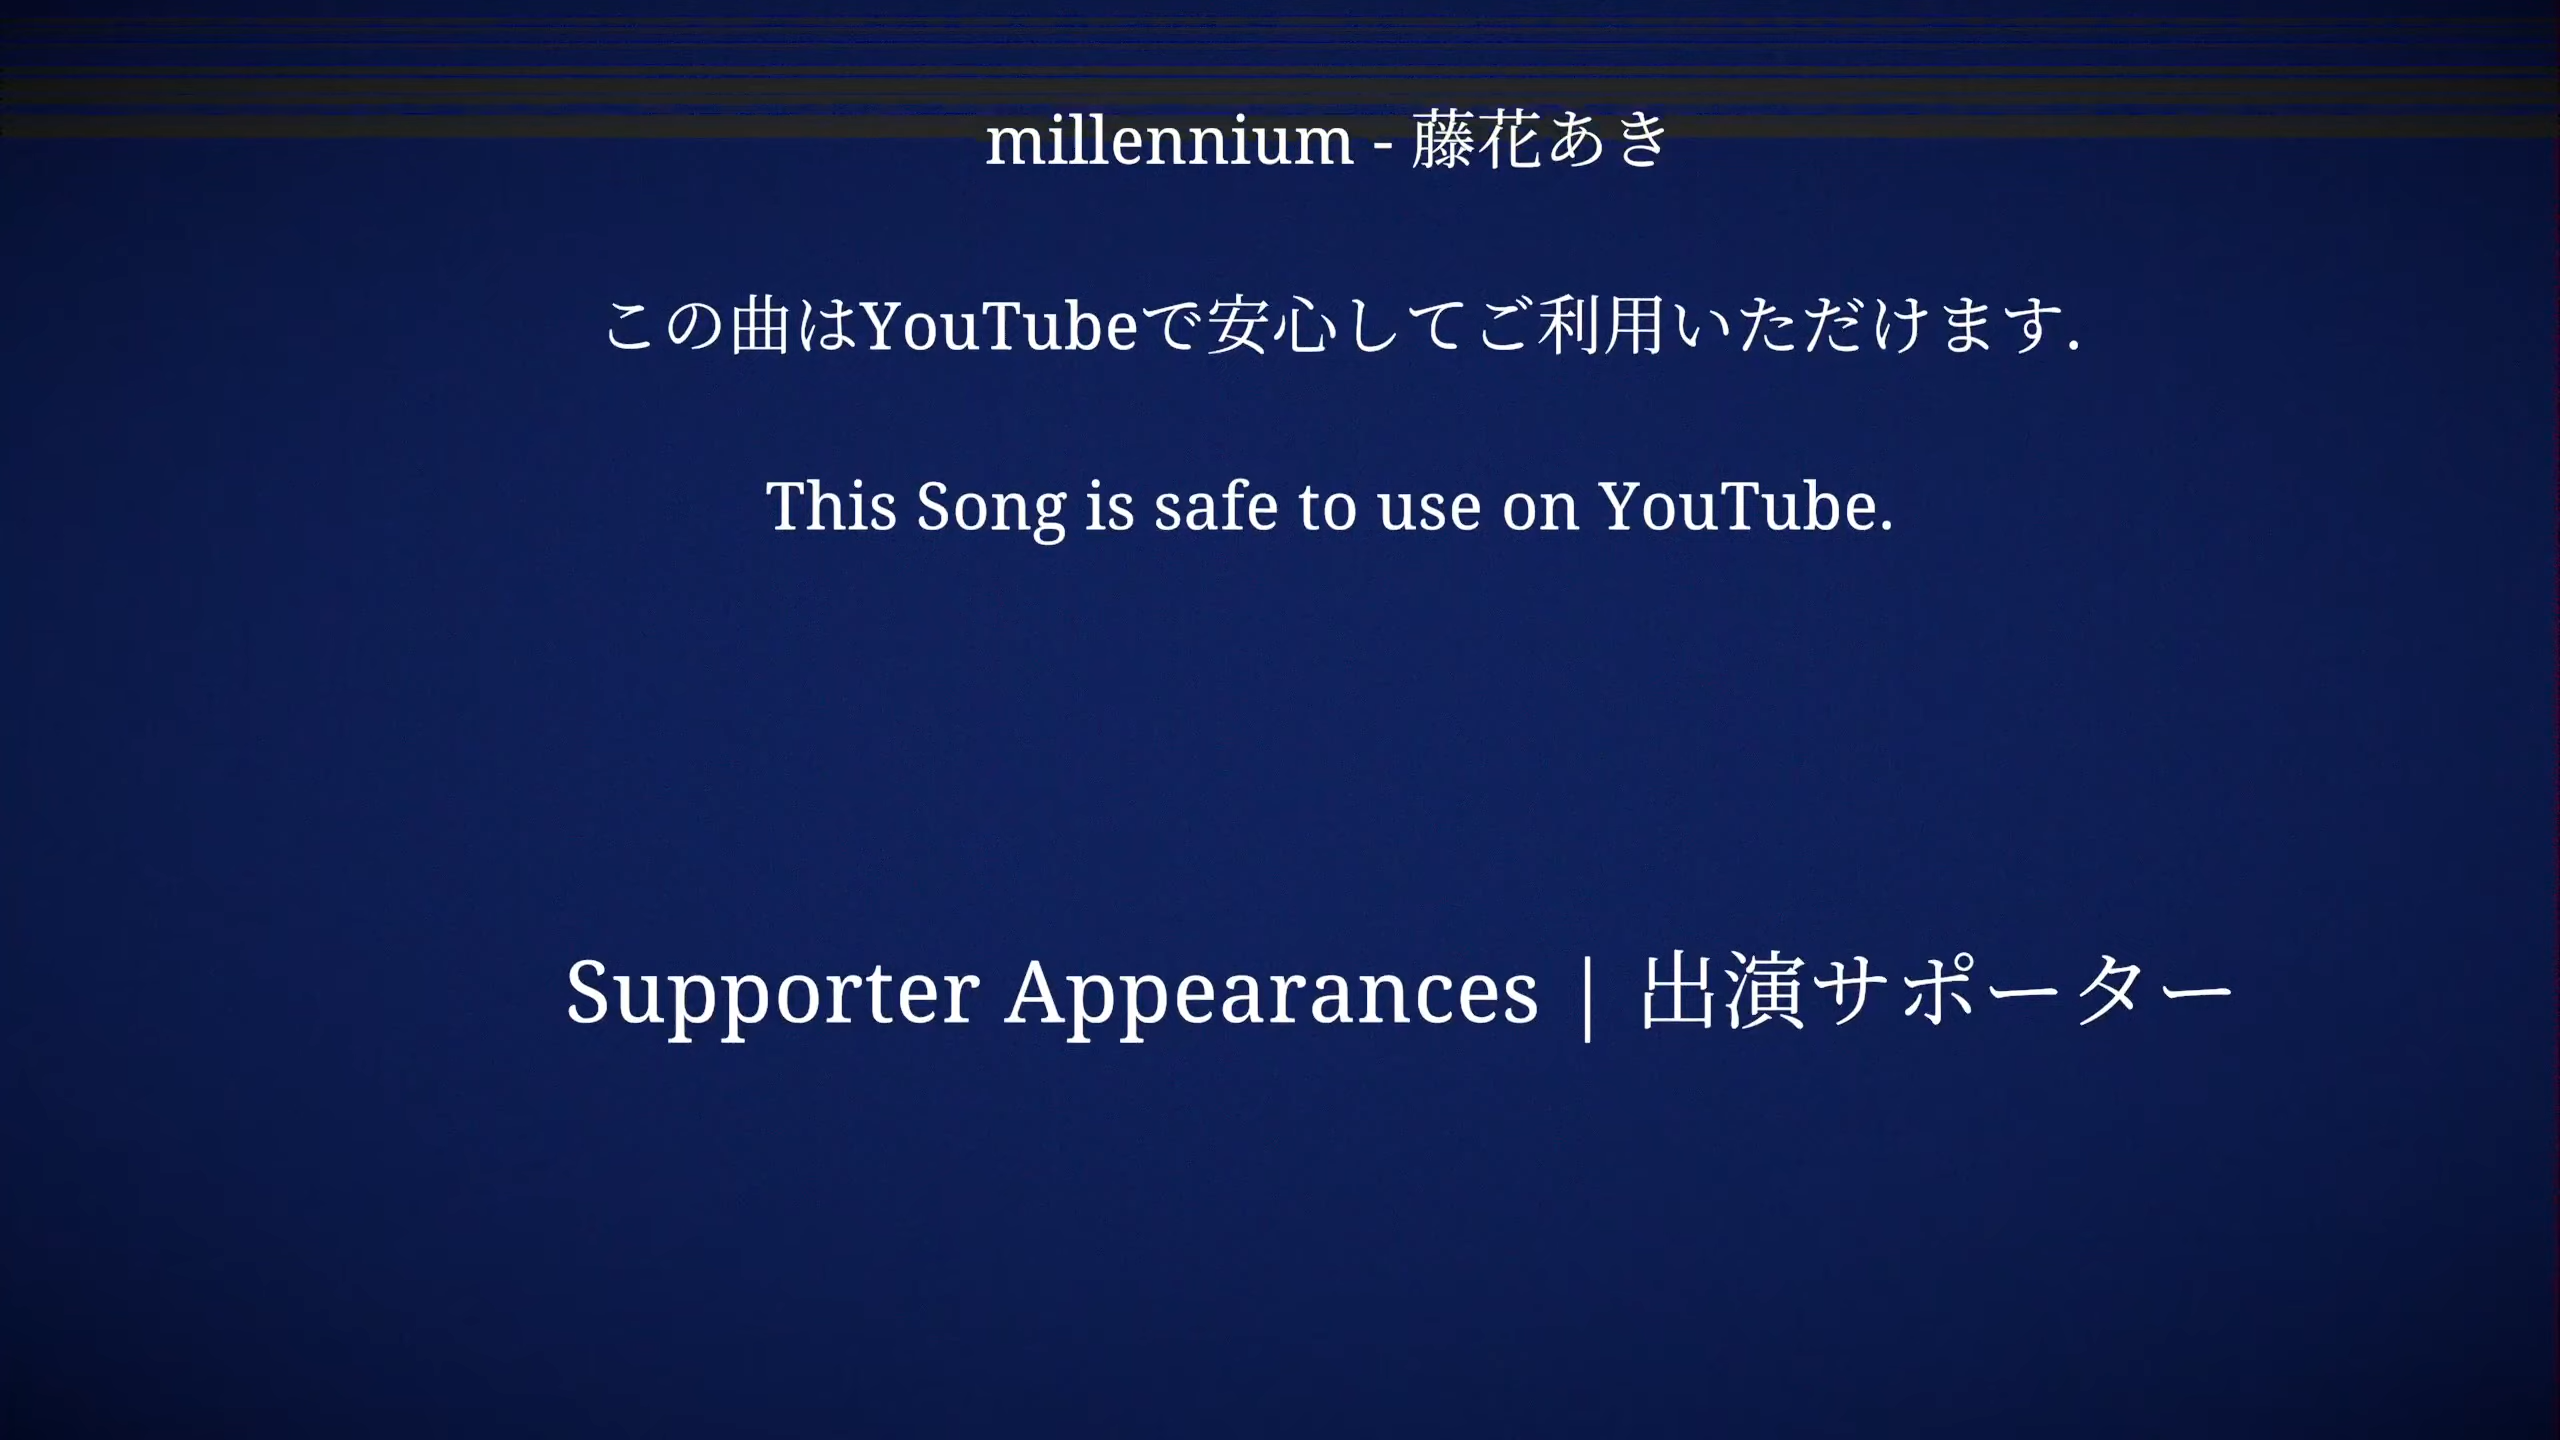 millennium - 藤花あき
この曲はYouTubeで安心してご利用いただけます.
This Song is safe to use on YouTube.
Supporter Appearances | 出演サポーター